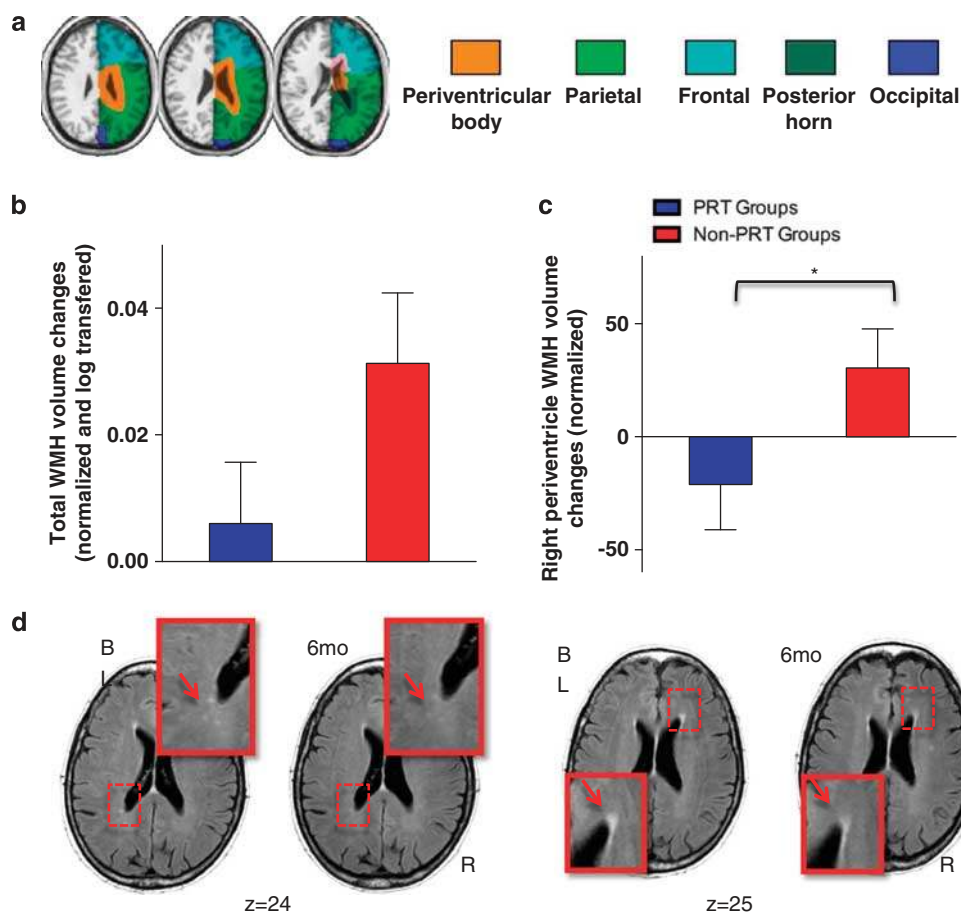 a
Periventricular
body
Parietal
Frontal
Posterior
horn
Occipital
b
Total WMH volume changes
(normalized and log transfered)
0.04
0.02
0.00
c
PRT Groups
Non-PRT Groups
Right periventricle WMH volume
changes (normalized)
*
50
0
-50
d
B
L
6mo
R
z=24
B
L
6mo
R
z=25